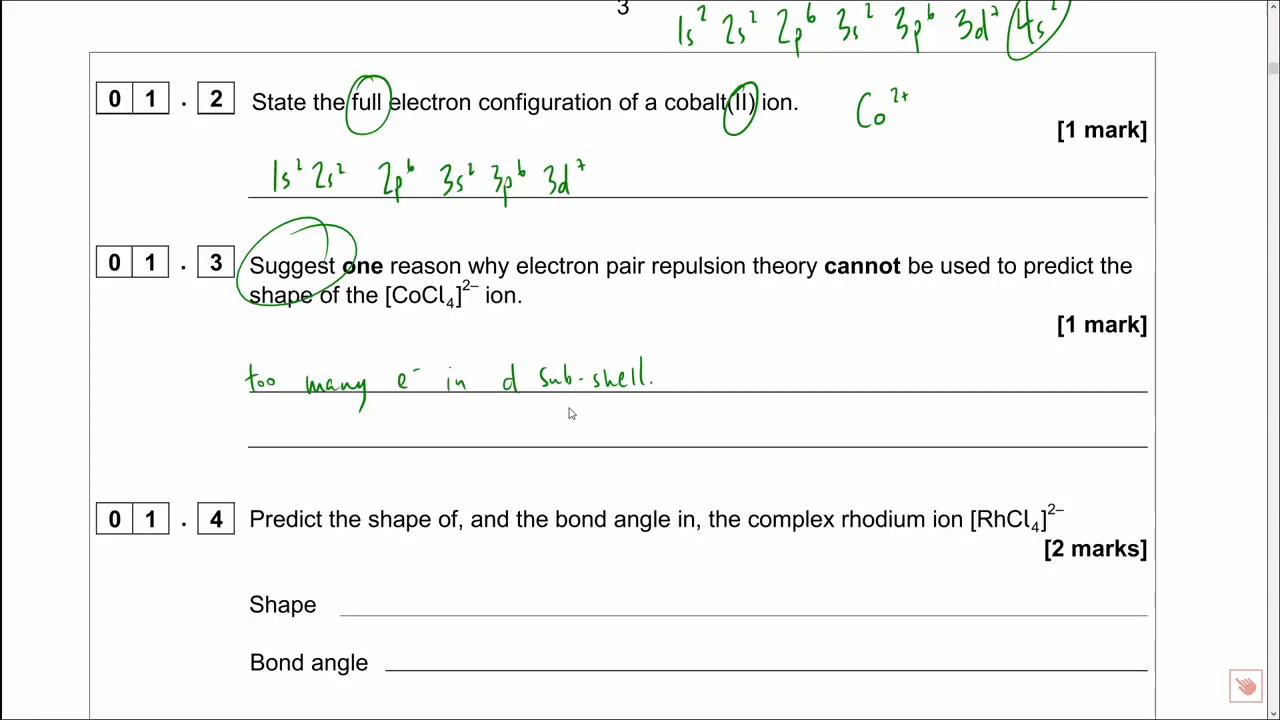 3
1s² 2s² 2p⁶ 3s² 3p⁶ 3d⁷ 4s²
0 1 . 2 State the full electron configuration of a cobalt(II) ion. Co²⁺
[1 mark]
1s² 2s² 2p⁶ 3s² 3p⁶ 3d⁷
0 1 . 3 Suggest one reason why electron pair repulsion theory cannot be used to predict the
shape of the [CoCl₄]²⁻ ion.
[1 mark]
too many e⁻ in d sub-shell.
0 1 . 4 Predict the shape of, and the bond angle in, the complex rhodium ion [RhCl₄]²⁻
[2 marks]
Shape
Bond angle